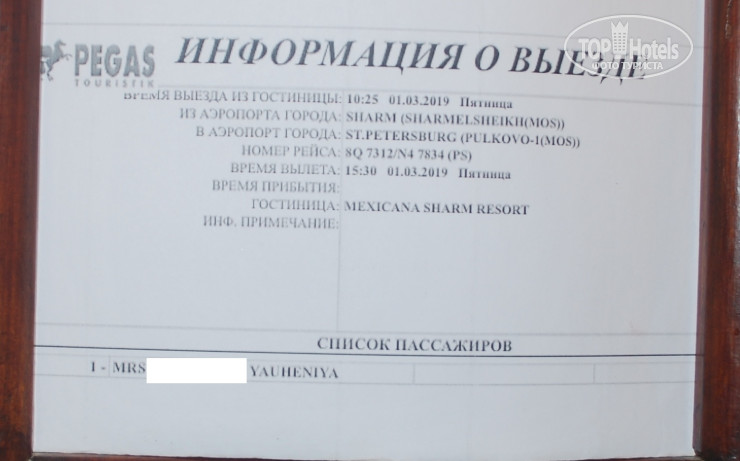 TOPHotels
ФОТО ТУРИСТА
PEGAS
TOURISTIK
ИНФОРМАЦИЯ О ВЫЕЗДЕ
ВРЕМЯ ВЫЕЗДА ИЗ ГОСТИНИЦЫ: 10:25 01.03.2019 Пятница
ИЗ АЭРОПОРТА ГОРОДА: SHARM (SHARMELSHEIKH(MOS))
В АЭРОПОРТ ГОРОДА: ST.PETERSBURG (PULKOVO-1(MOS))
НОМЕР РЕЙСА: 8Q 7312/N4 7834 (PS)
ВРЕМЯ ВЫЛЕТА: 15:30 01.03.2019 Пятница
ВРЕМЯ ПРИБЫТИЯ:
ГОСТИНИЦА: MEXICANA SHARM RESORT
ИНФ. ПРИМЕЧАНИЕ:
СПИСОК ПАССАЖИРОВ
1 - MRS YAUHENIYA